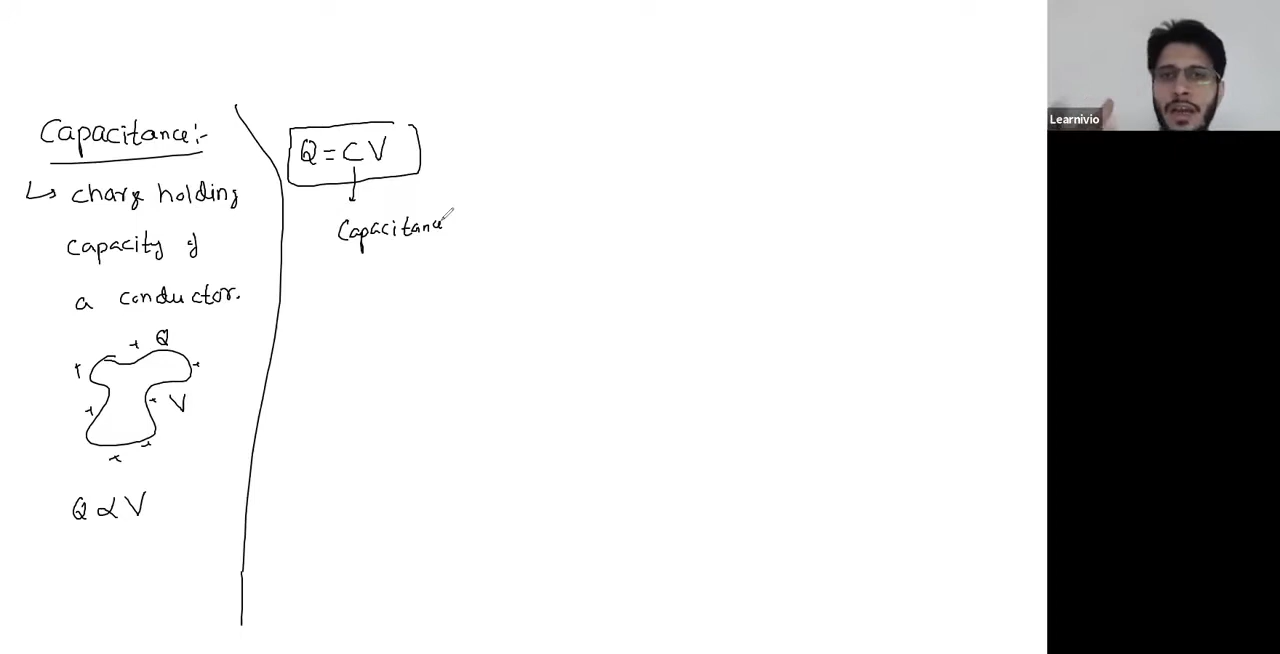 Capacitance:-
↳ charge holding
capacity of
a conductor.
+ Q
+ +
+ + V
+
+
Q ∝ V
Q = CV
↓
Capacitance
Learnivio